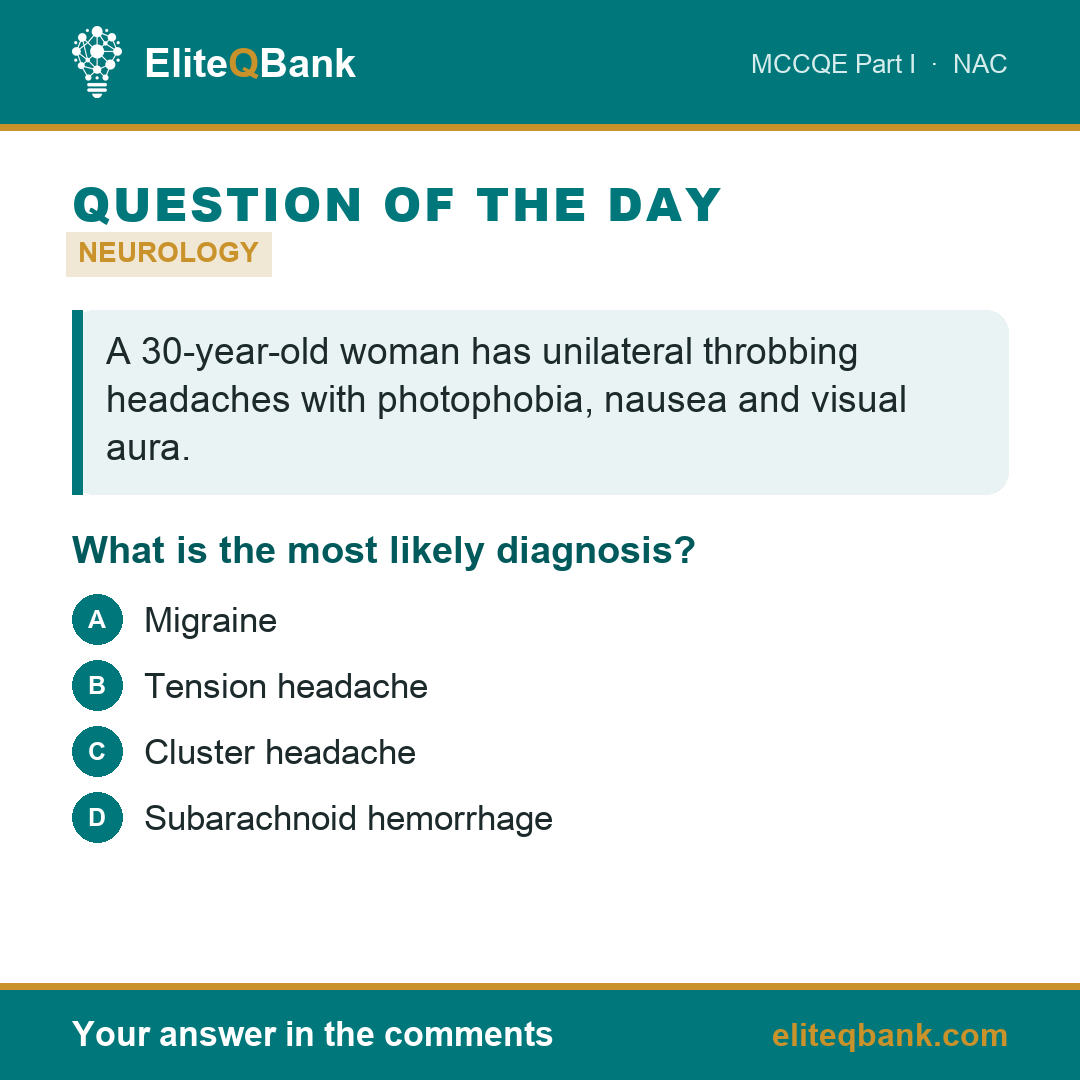 EliteQBank
MCCQE Part I · NAC
QUESTION OF THE DAY
NEUROLOGY
A 30-year-old woman has unilateral throbbing
headaches with photophobia, nausea and visual
aura.
What is the most likely diagnosis?
A Migraine
B Tension headache
C Cluster headache
D Subarachnoid hemorrhage
Your answer in the comments
eliteqbank.com